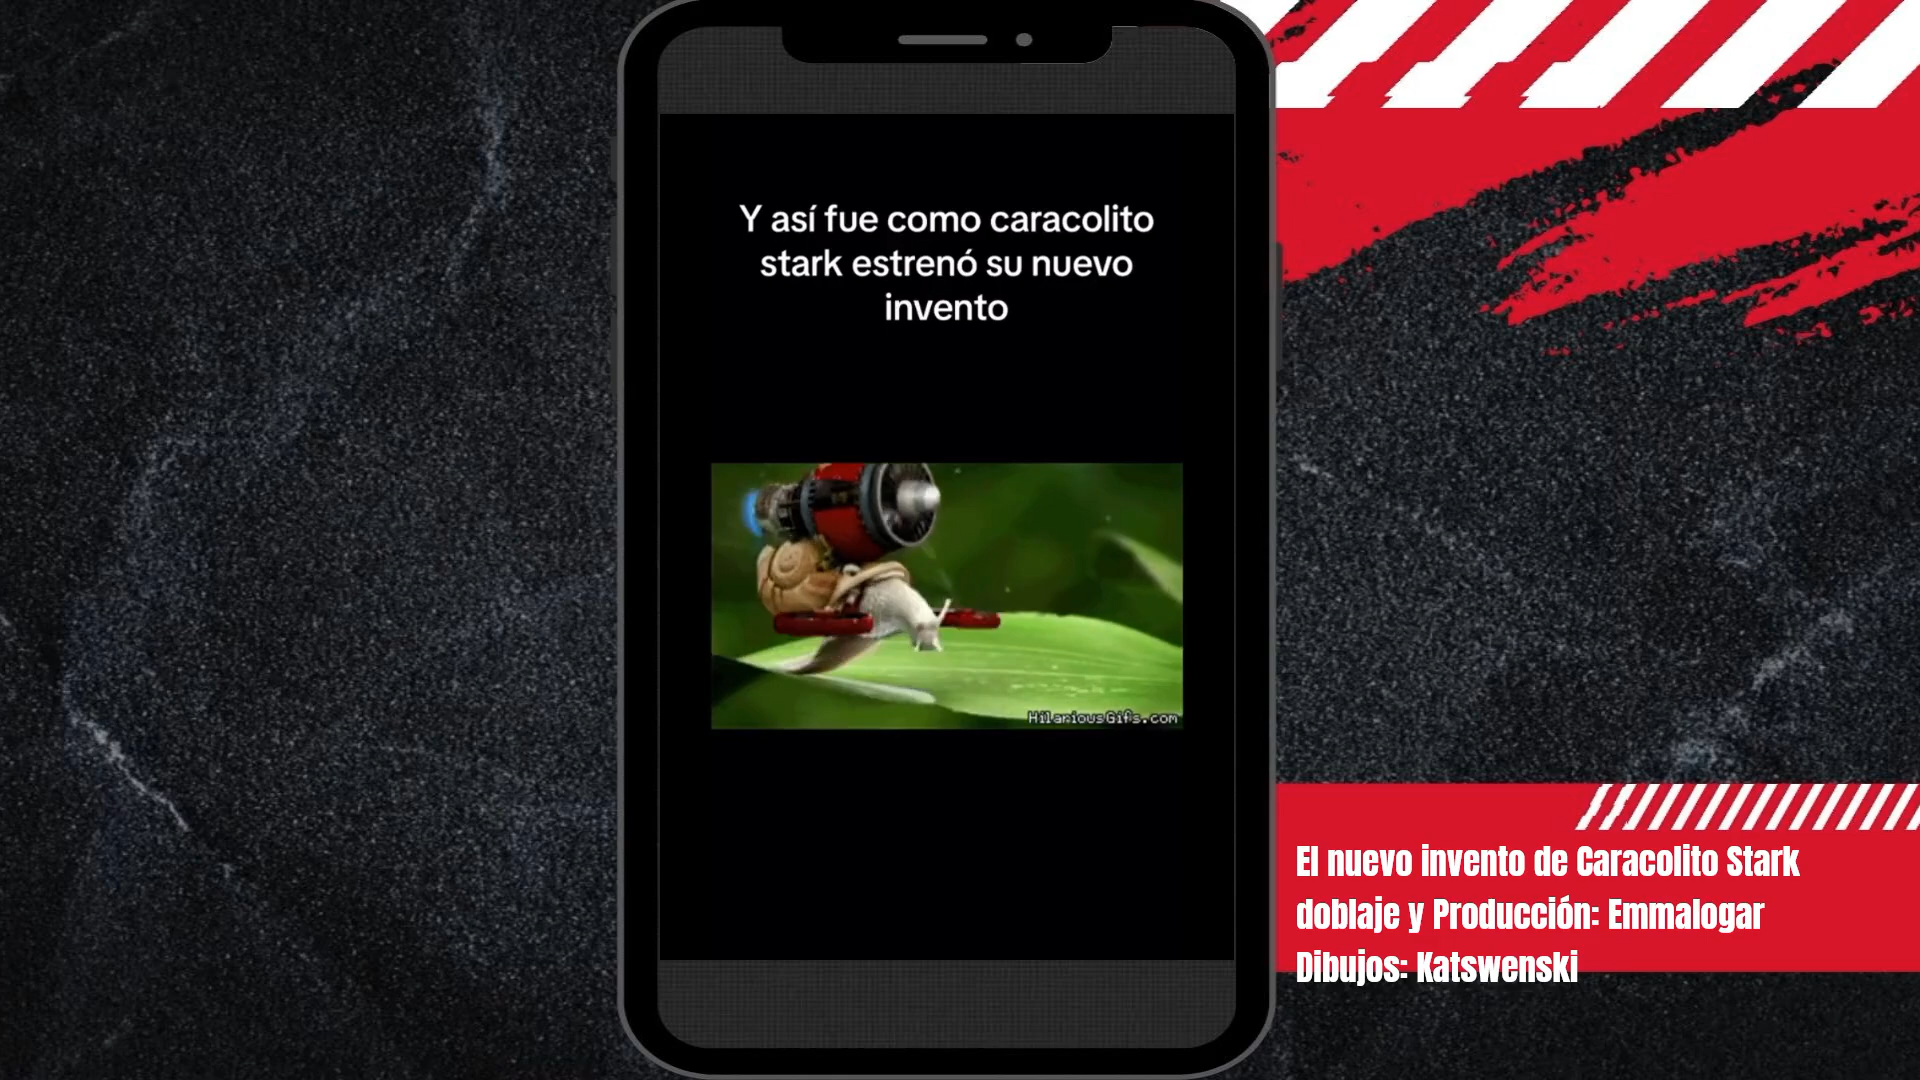 Y así fue como caracolito
stark estrenó su nuevo
invento
HilariousGifs.com
El nuevo invento de Caracolito Stark
doblaje y Producción: Emmalogar
Dibujos: Katswenski